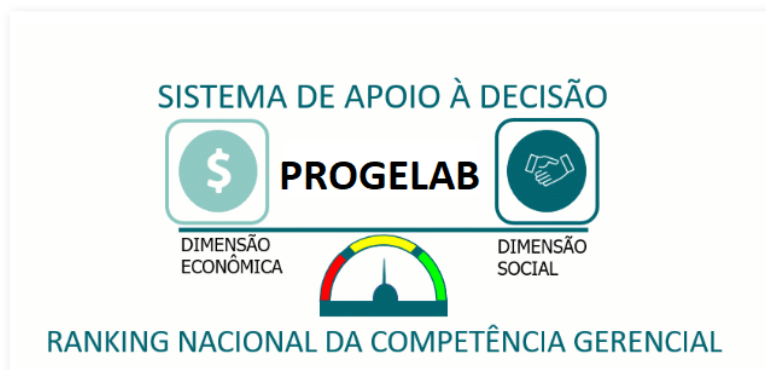 SISTEMA DE APOIO À DECISÃO
$
PROGELAB
DIMENSÃO
ECONÔMICA
DIMENSÃO
SOCIAL
RANKING NACIONAL DA COMPETÊNCIA GERENCIAL